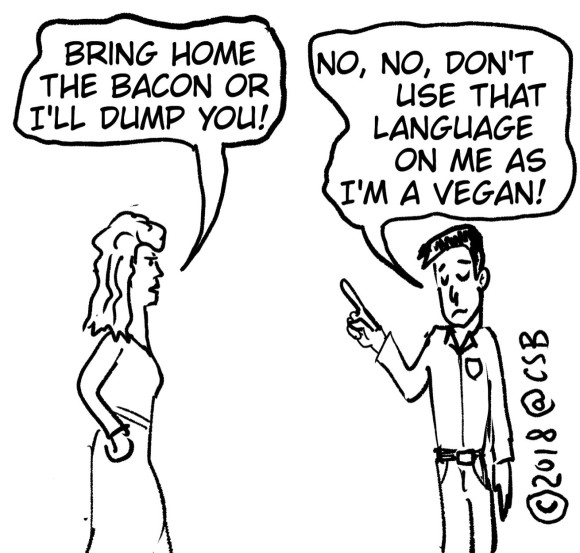 BRING HOME
THE BACON OR
I'LL DUMP YOU!
NO, NO, DON'T
USE THAT
LANGUAGE
ON ME AS
I'M A VEGAN!
©2018@CSB